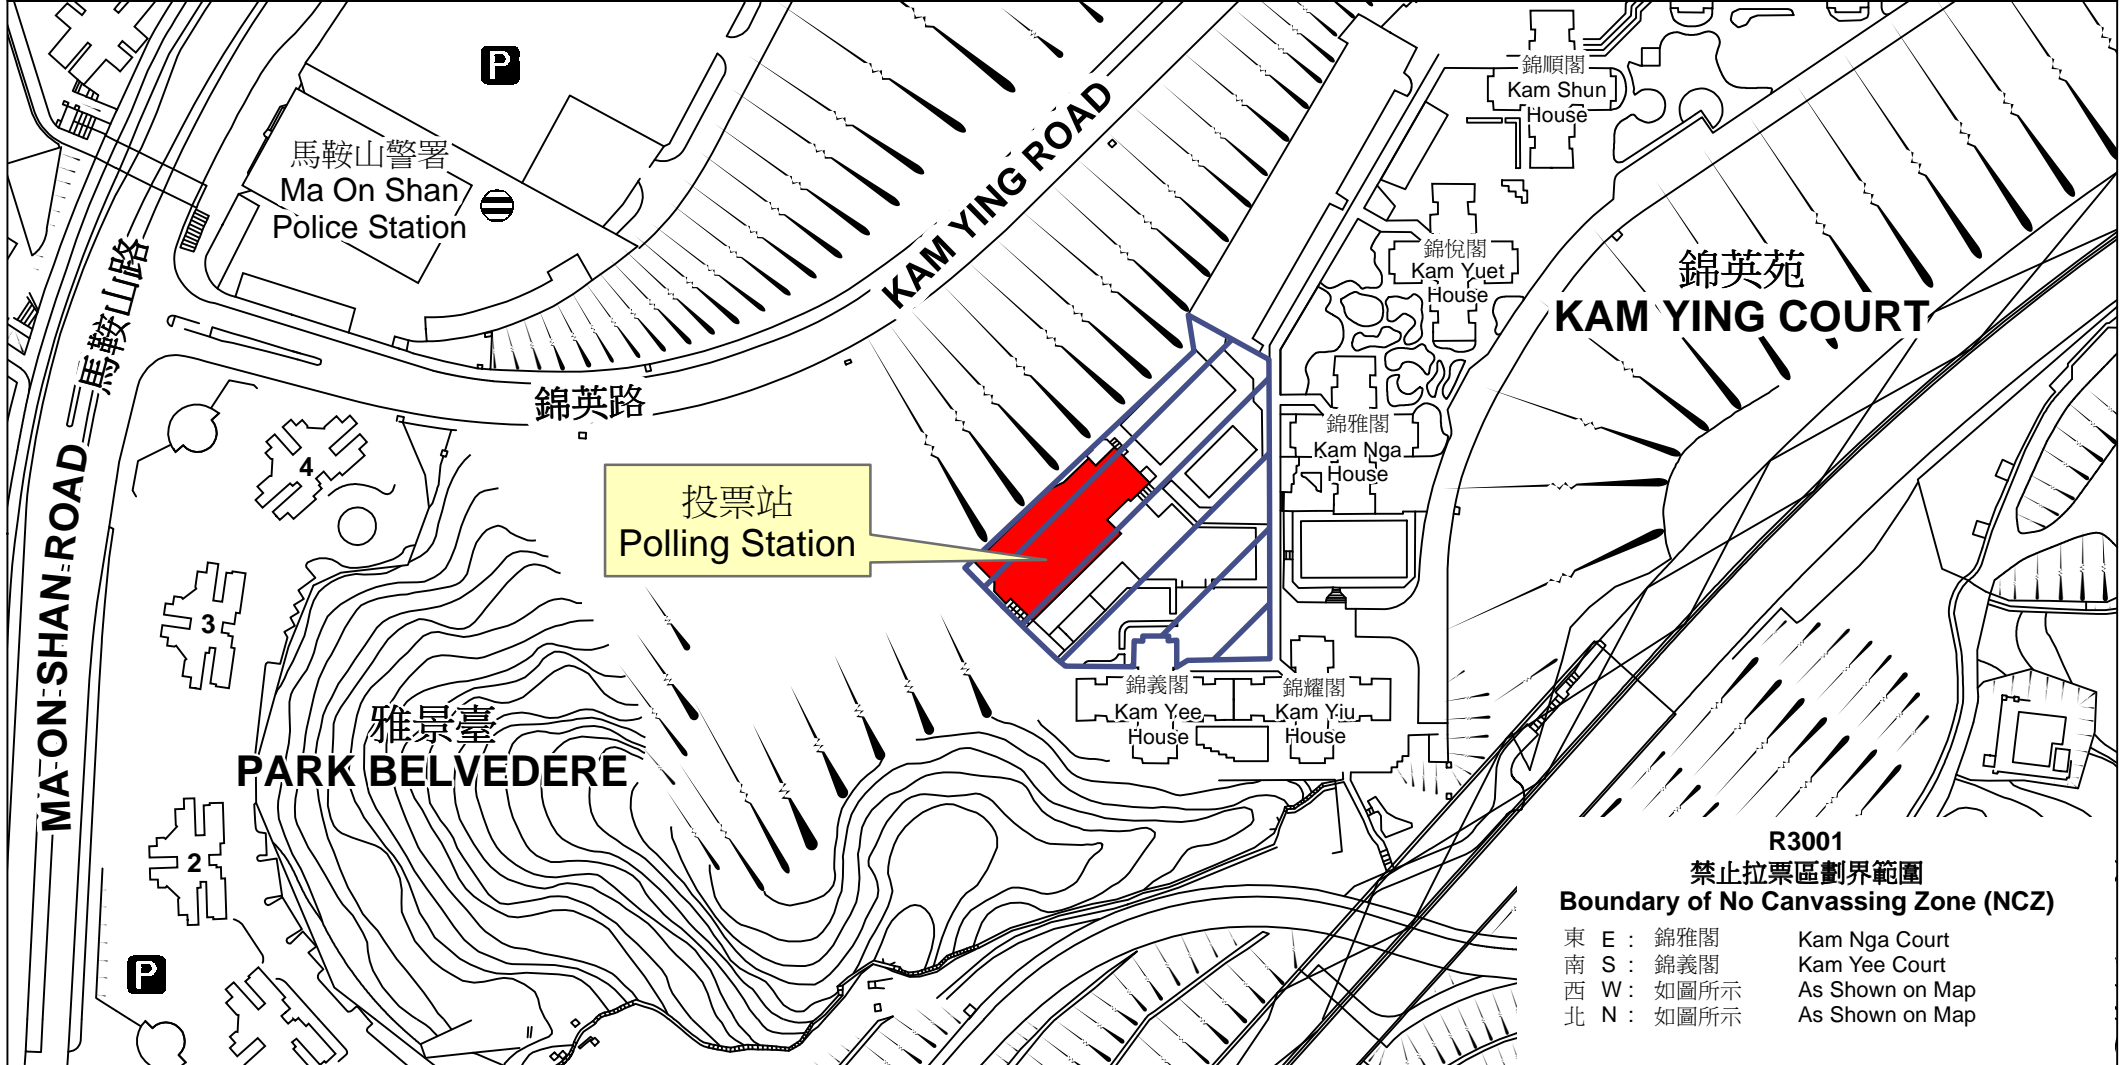 P
馬鞍山警署
Ma On Shan
Police Station
KAM YING ROAD
錦順閣
Kam Shun
House
錦悅閣
Kam Yuet
House
錦英苑
KAM YING COURT
馬鞍山路
MA ON SHAN ROAD
錦英路
4
錦雅閣
Kam Nga
House
投票站
Polling Station
3
雅景臺
PARK BELVEDERE
錦義閣
Kam Yee
House
錦耀閣
Kam Yiu
House
2
P
R3001
禁止拉票區劃界範圍
Boundary of No Canvassing Zone (NCZ)
東 E : 錦雅閣 Kam Nga Court
南 S : 錦義閣 Kam Yee Court
西 W : 如圖所示 As Shown on Map
北 N : 如圖所示 As Shown on Map